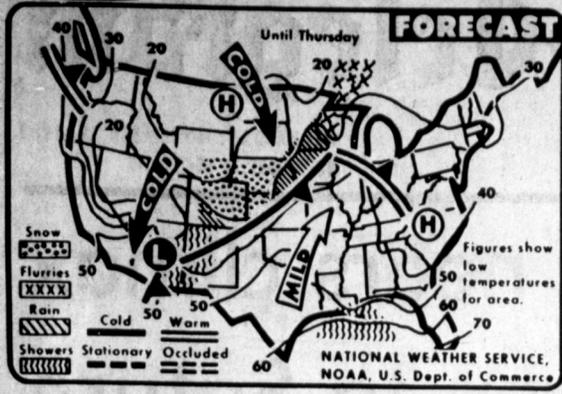 FORECAST
Until Thursday
40
30
20
20
30
COLD
H
20
COLD
L
MILD
H
40
50
50
50
50
60
70
60
Figures show
low
temperatures
for area.
Snow
Flurries
XXXX
Rain
Showers
Cold
Warm
Stationary
Occluded
NATIONAL WEATHER SERVICE,
NOAA, U.S. Dept. of Commerce